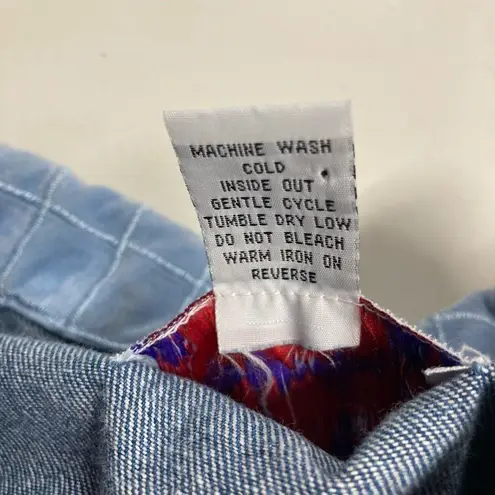 MACHINE WASH
COLD
INSIDE OUT
GENTLE CYCLE
TUMBLE DRY LOW
DO NOT BLEACH
WARM IRON ON
REVERSE